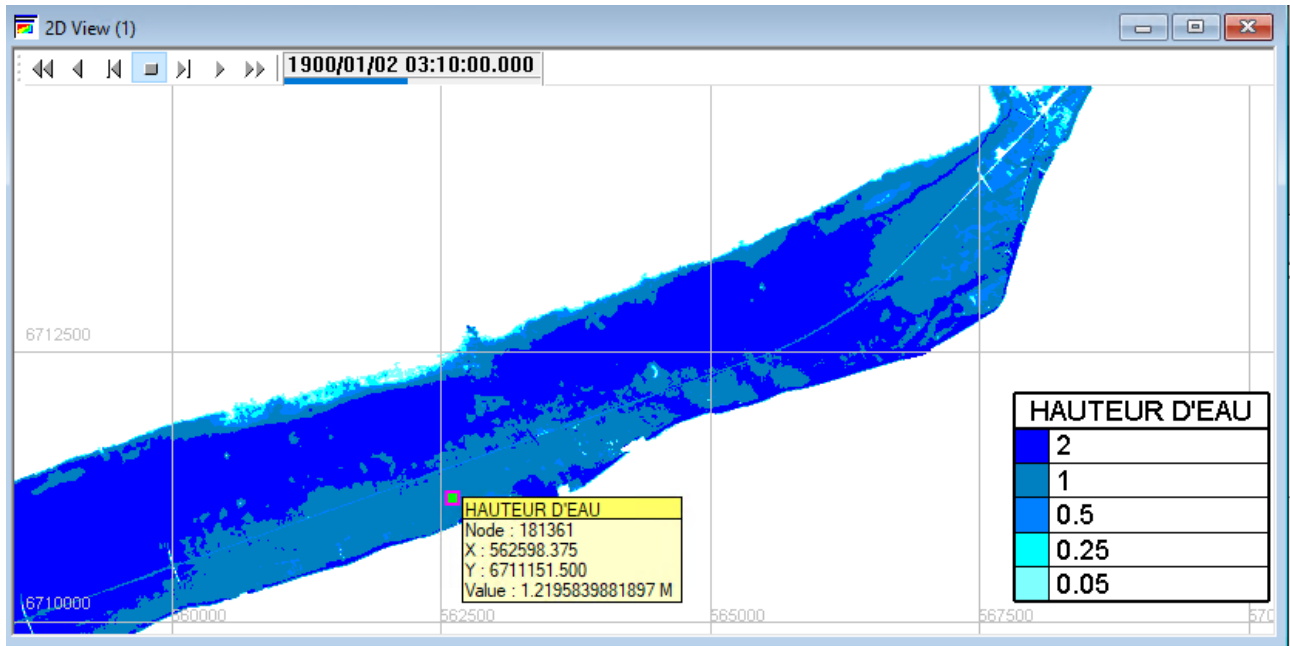 2D View (1)
1900/01/02 03:10:00.000
6712500
HAUTEUR D'EAU
2
1
0.5
0.25
0.05
HAUTEUR D'EAU
Node : 181361
X : 562598.375
Y : 6711151.500
Value : 1.2195839881897 M
6710000
560000
562500
565000
567500
570